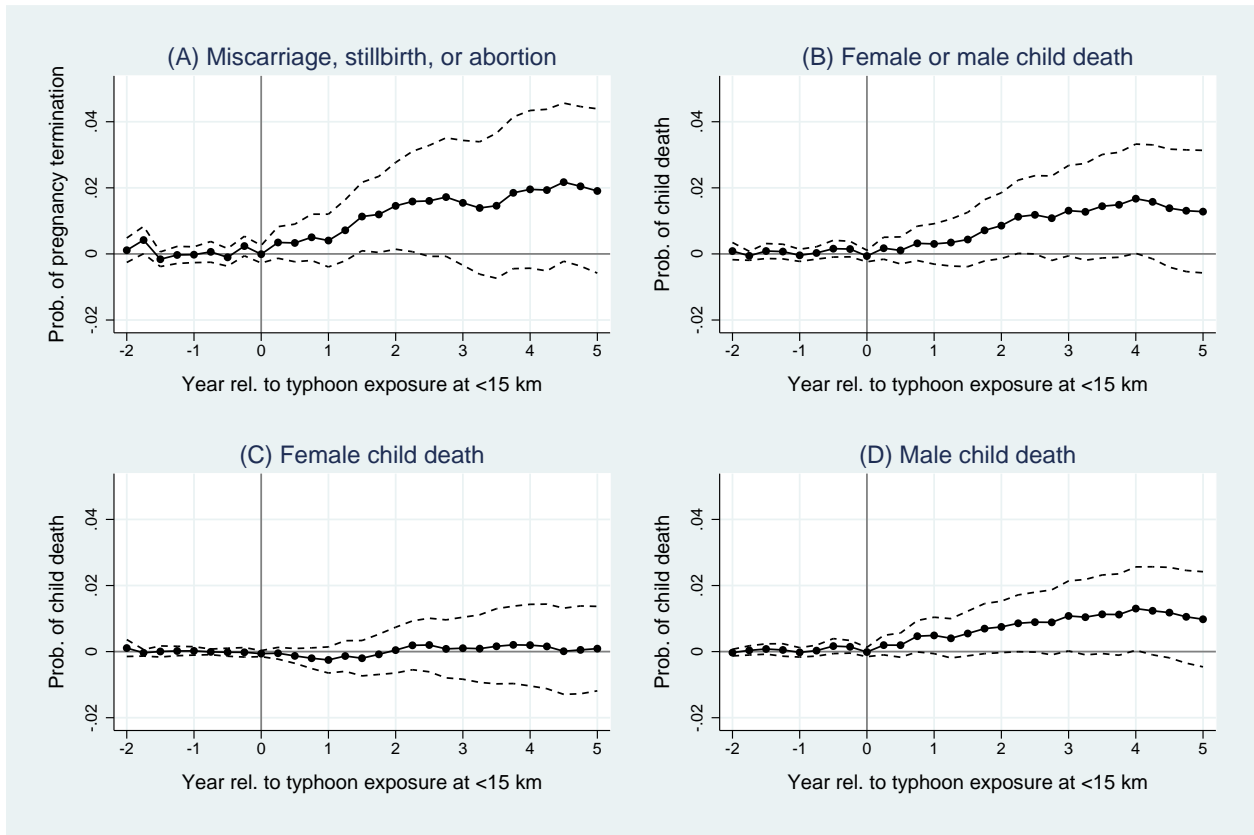 (A) Miscarriage, stillbirth, or abortion
Prob. of pregnancy termination
.04
.02
0
-.02
-2 -1 0 1 2 3 4 5
Year rel. to typhoon exposure at <15 km
(B) Female or male child death
Prob. of child death
.04
.02
0
-.02
-2 -1 0 1 2 3 4 5
Year rel. to typhoon exposure at <15 km
(C) Female child death
Prob. of child death
.04
.02
0
-.02
-2 -1 0 1 2 3 4 5
Year rel. to typhoon exposure at <15 km
(D) Male child death
Prob. of child death
.04
.02
0
-.02
-2 -1 0 1 2 3 4 5
Year rel. to typhoon exposure at <15 km